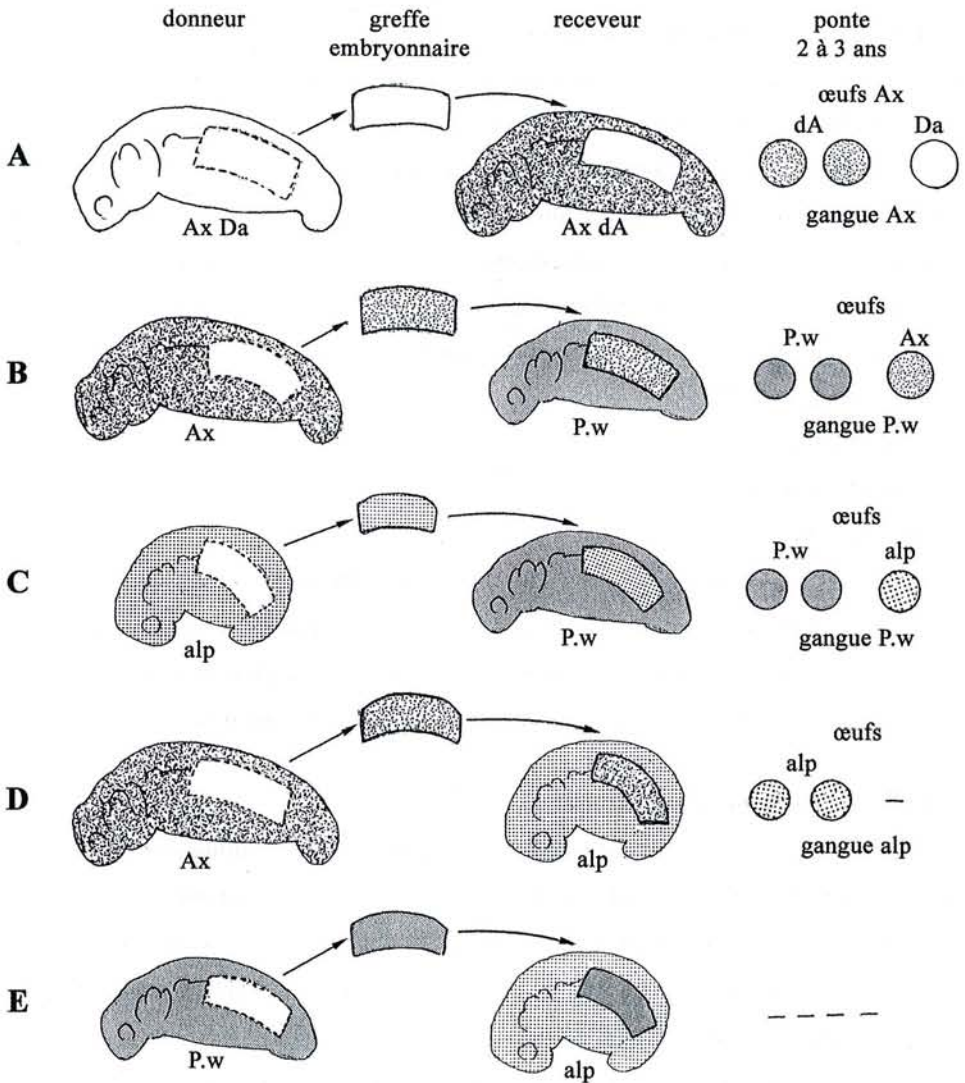 donneur
greffe
embryonnaire
receveur
ponte
2 à 3 ans
A
Ax Da
Ax dA
œufs Ax
dA Da
gangue Ax
B
Ax
P.w
œufs
P.w Ax
gangue P.w
C
alp
P.w
œufs
P.w alp
gangue P.w
D
Ax
alp
œufs
alp
gangue alp
E
P.w
alp